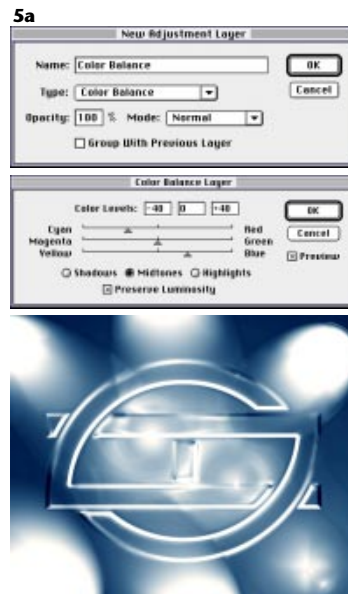 5a
New Adjustment Layer
Name: Color Balance
OK
Type: Color Balance
Cancel
Opacity: 100 % Mode: Normal
Group With Previous Layer
Color Balance Layer
Color Levels: -40 0 +40
OK
Cyan Red
Cancel
Magenta Green
Yellow Blue
Preview
Shadows Midtones Highlights
Preserve Luminosity